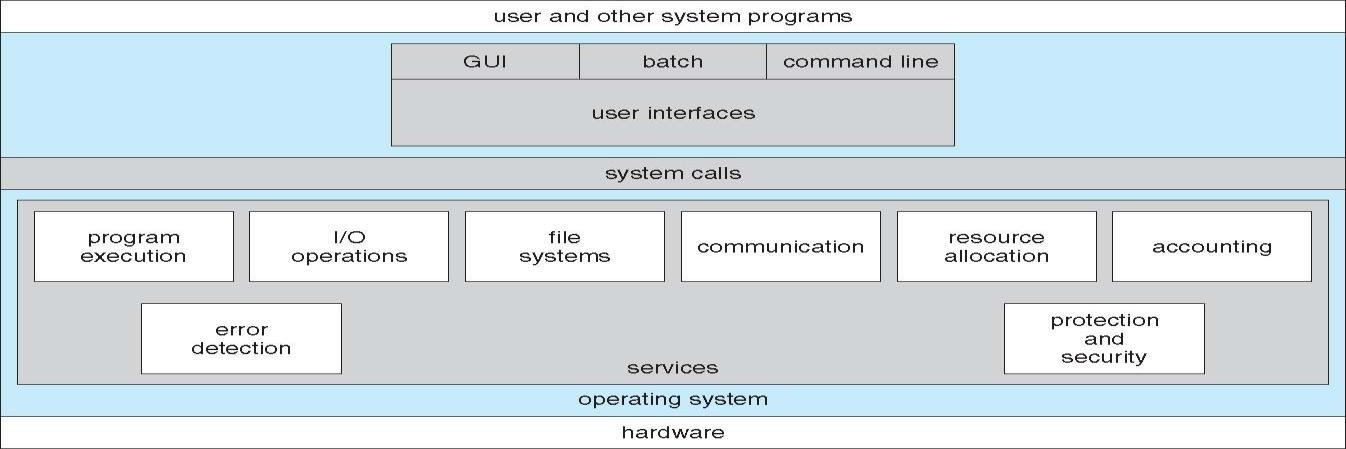 user and other system programs
GUI
batch
command line
user interfaces
system calls
program
execution
I/O
operations
file
systems
communication
resource
allocation
accounting
error
detection
protection
and
security
services
operating system
hardware